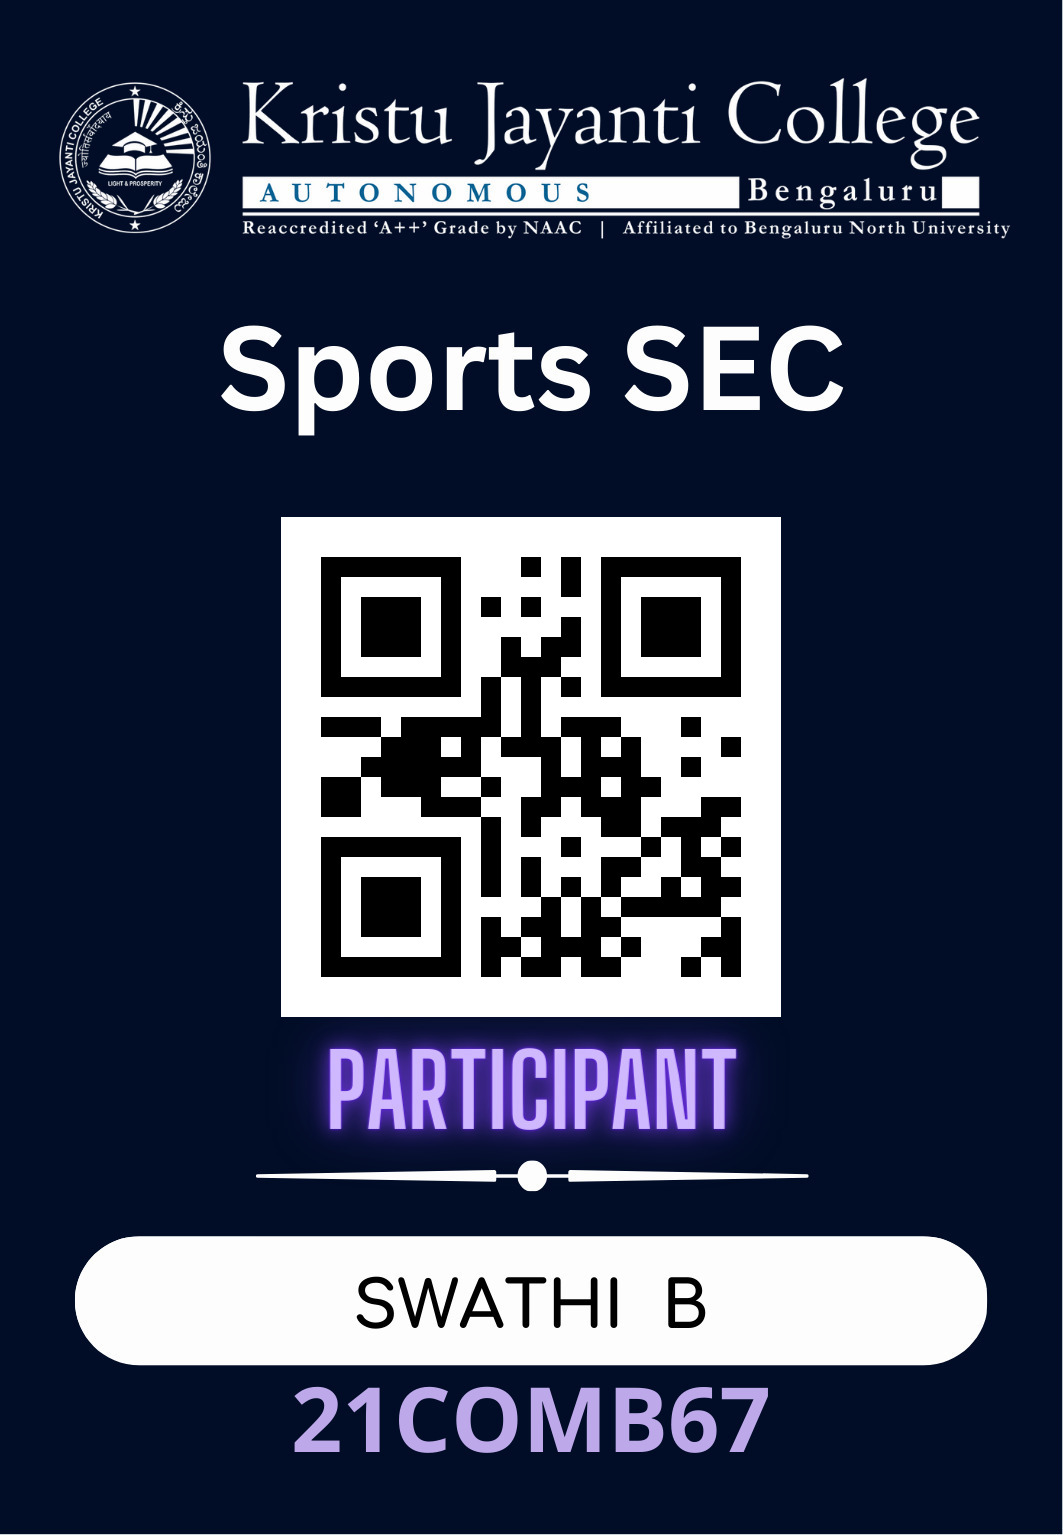 KRISTU JAYANTI COLLEGE
LIGHT & PROSPERITY
Kristu Jayanti College
AUTONOMOUS Bengaluru
Reaccredited ‘A++’ Grade by NAAC | Affiliated to Bengaluru North University
Sports SEC
PARTICIPANT
SWATHI B
21COMB67